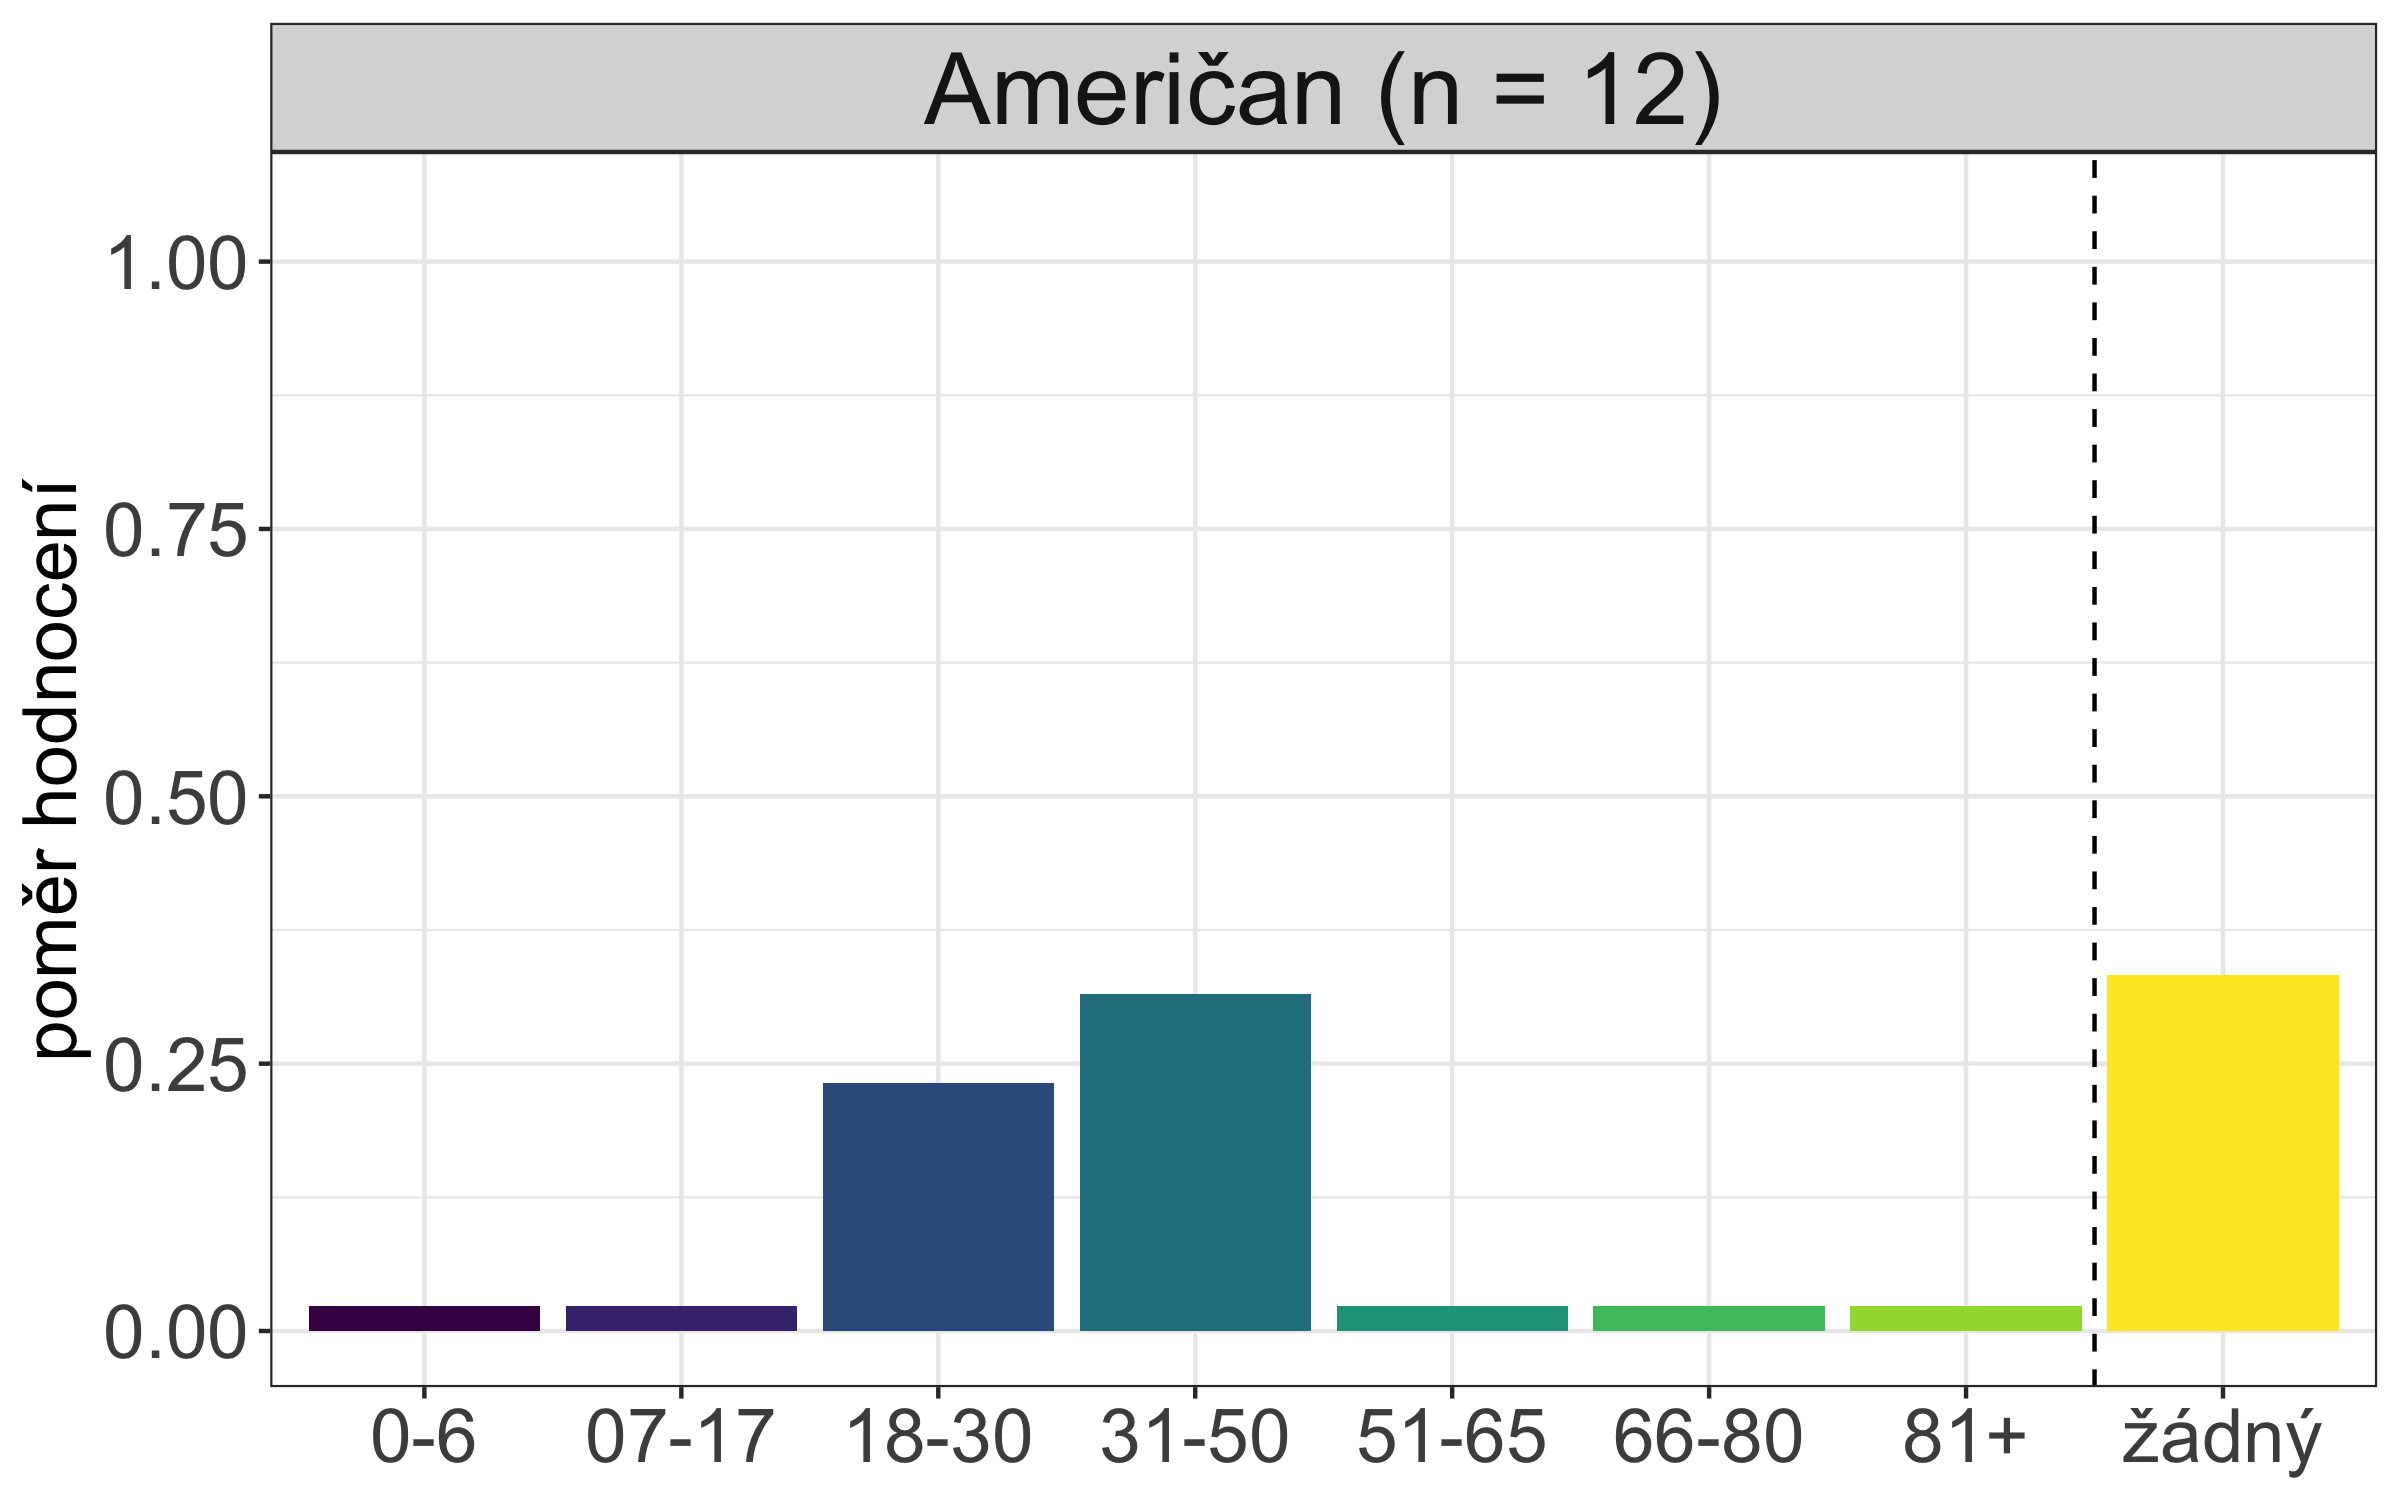 Američan (n = 12)
poměr hodnocení
1.00
0.75
0.50
0.25
0.00
0-6 07-17 18-30 31-50 51-65 66-80 81+ žádný